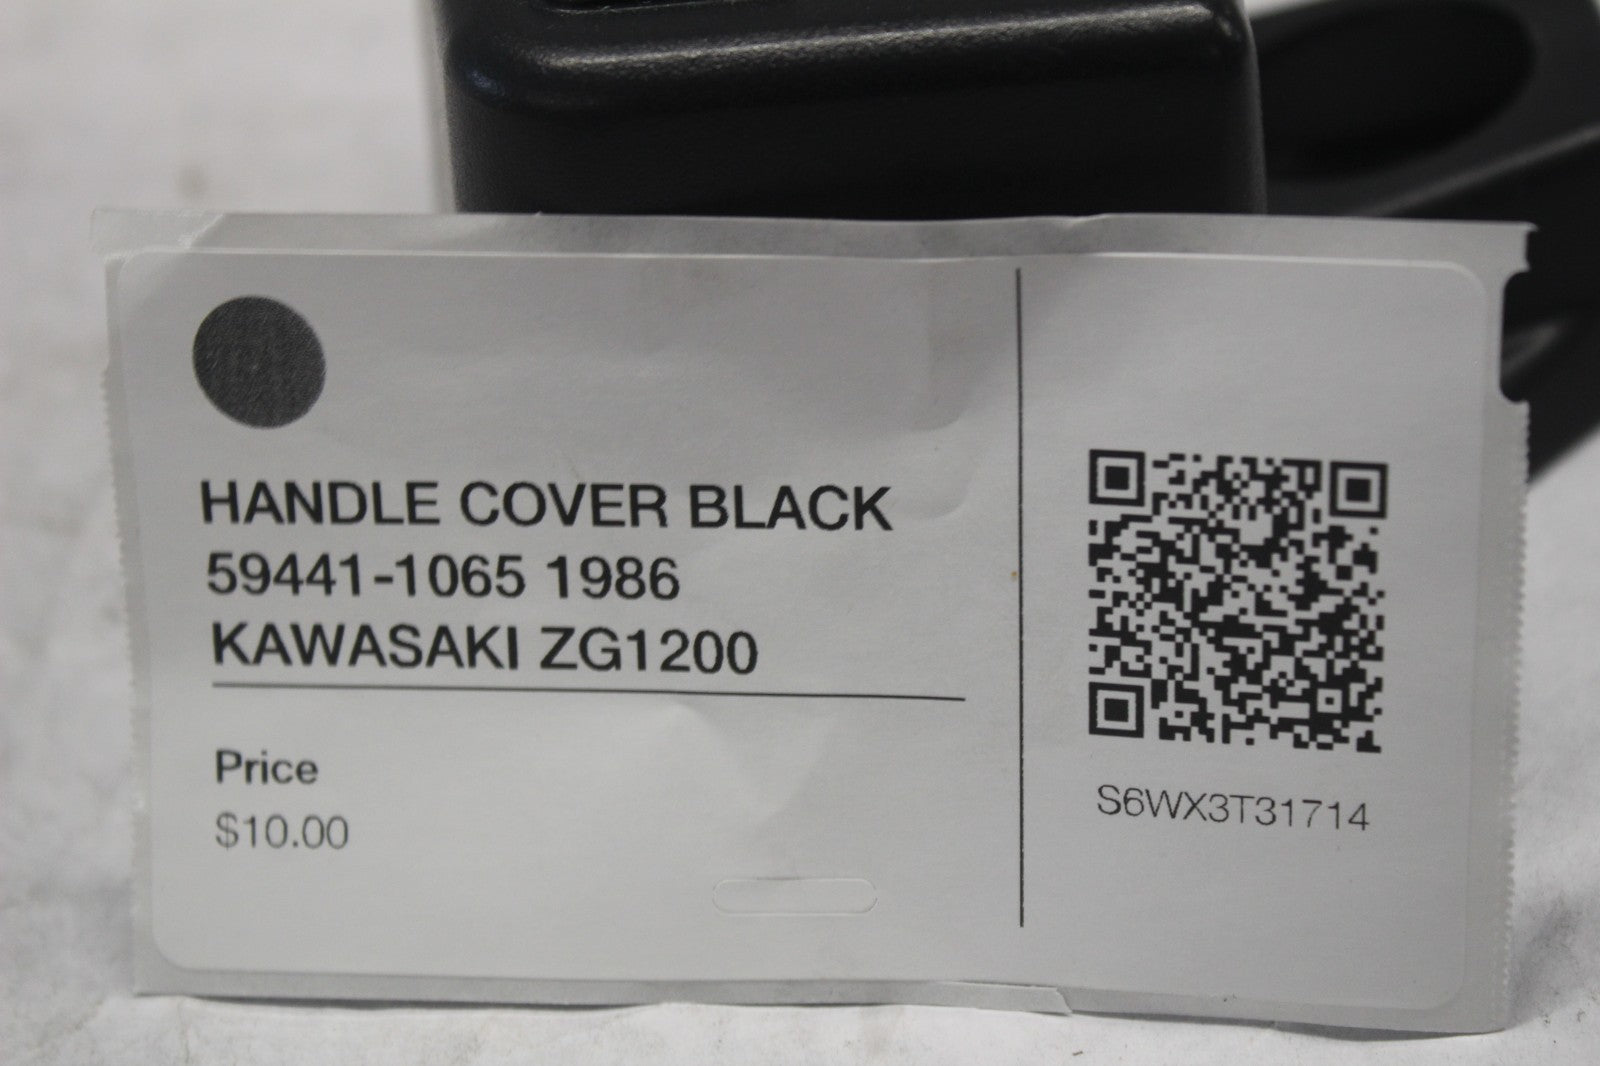 HANDLE COVER BLACK
59441-1065 1986
KAWASAKI ZG1200
Price
$10.00
S6WX3T31714